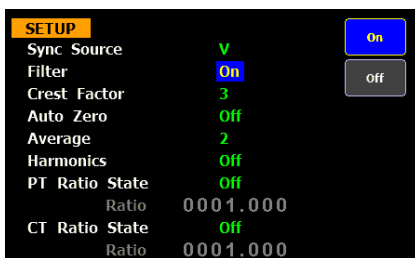 SETUP
Sync Source V
Filter On
Crest Factor 3
Auto Zero Off
Average 2
Harmonics Off
PT Ratio State Off
Ratio 0001.000
CT Ratio State Off
Ratio 0001.000
On
Off